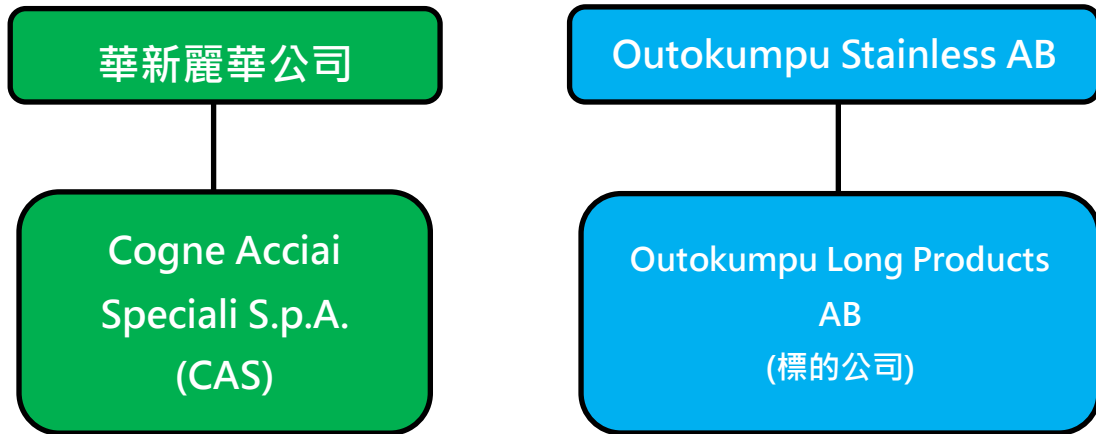 華新麗華公司
Outokumpu Stainless AB
Cogne Acciai
Speciali S.p.A.
(CAS)
Outokumpu Long Products
AB
(標的公司)